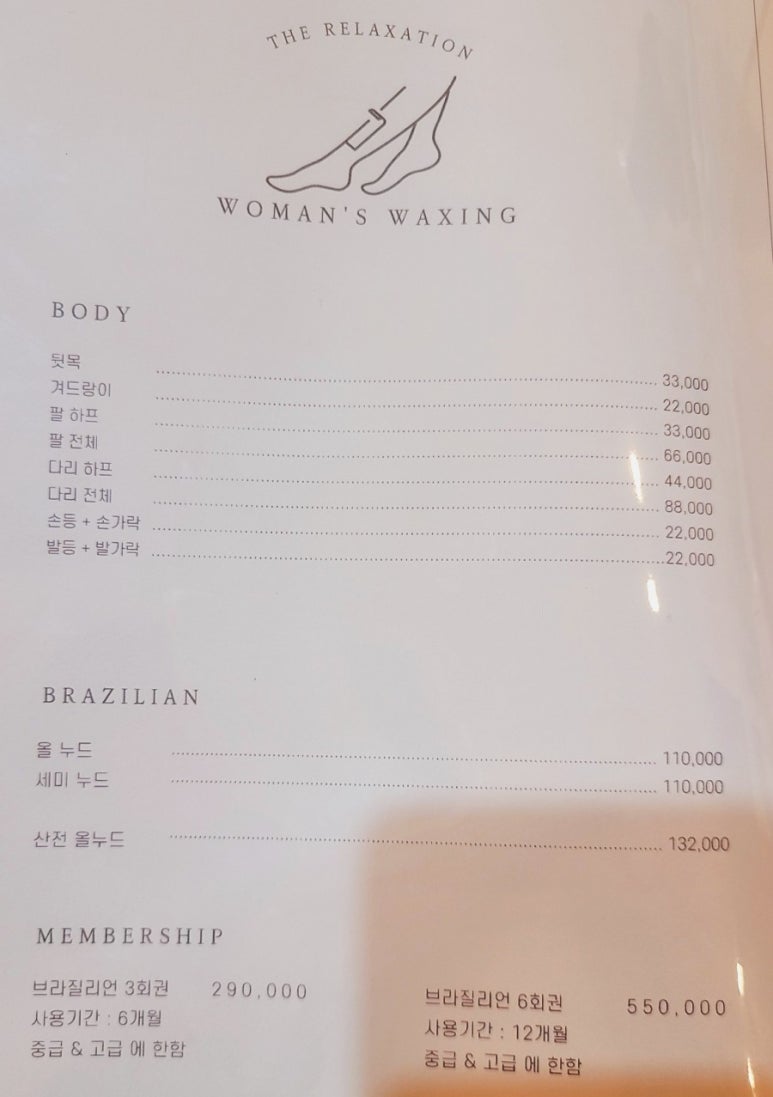 THE RELAXATION
WOMAN'S WAXING
BODY
뒷목 33,000
겨드랑이 22,000
팔 하프 33,000
팔 전체 66,000
다리 하프 44,000
다리 전체 88,000
손등 + 손가락 22,000
발등 + 발가락 22,000
BRAZILIAN
올 누드 110,000
세미 누드 110,000
산전 올누드 132,000
MEMBERSHIP
브라질리언 3회권 290,000
사용기간 : 6개월
중급 & 고급 에 한함
브라질리언 6회권 550,000
사용기간 : 12개월
중급 & 고급 에 한함